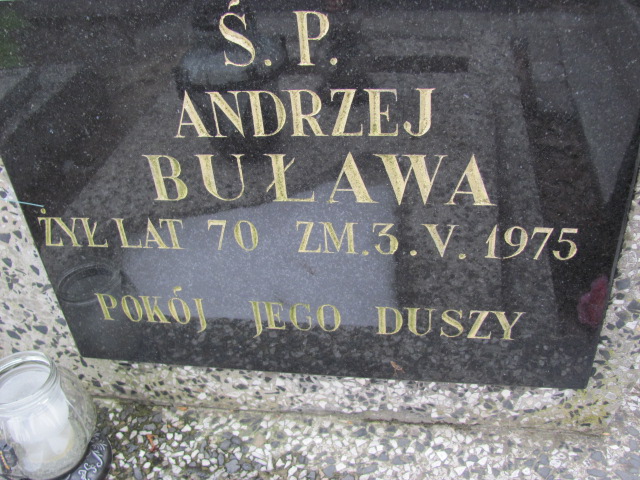 Ś. P.
ANDRZEJ
BUŁAWA
ŻYŁ LAT 70 ZM. 3. V. 1975
POKÓJ JEGO DUSZY